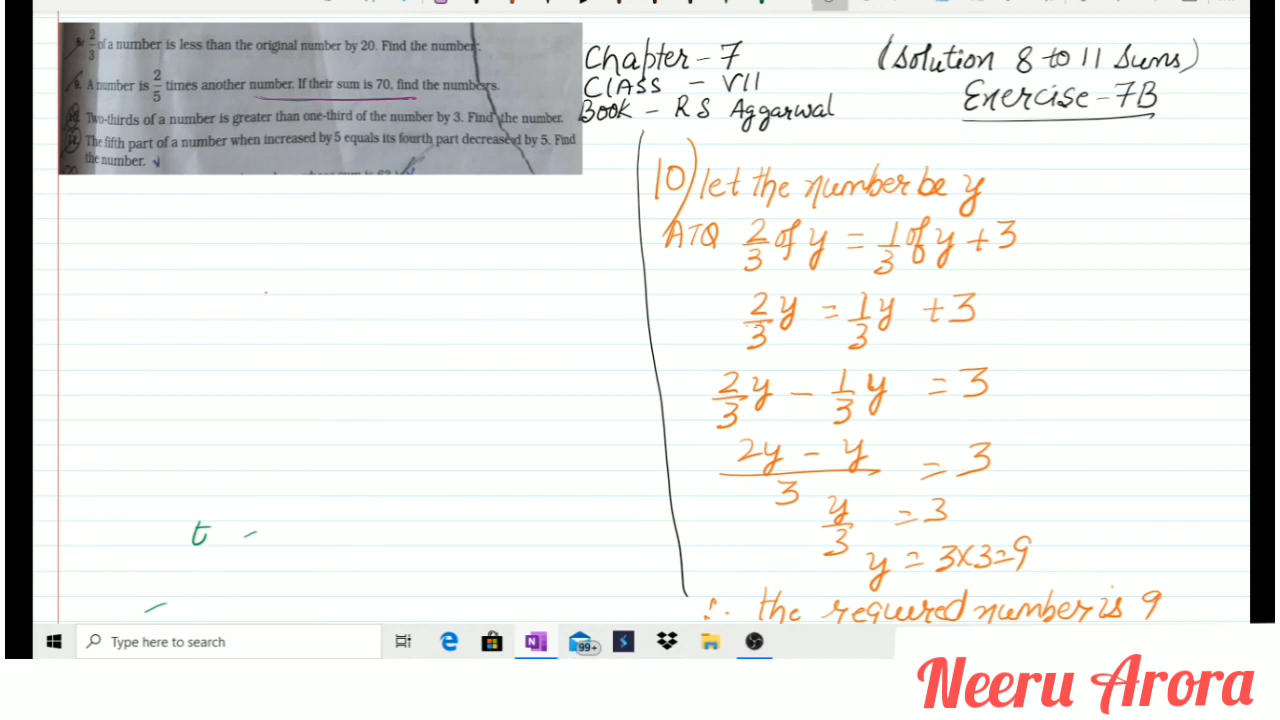 2/3 of a number is less than the original number by 20. Find the number.
A number is 2/5 times another number. If their sum is 70, find the numbers.
Two-thirds of a number is greater than one-third of the number by 3. Find the number.
The fifth part of a number when increased by 5 equals its fourth part decreased by 5. Find
the number.
Chapter - 7
CLASS - VII
Book - RS Aggarwal
(Solution 8 to 11 Sums)
Exercise - 7B
10) let the number be y
ATQ 2/3 of y = 1/3 of y + 3
2/3 y = 1/3 y + 3
2/3 y - 1/3 y = 3
2y - y / 3 = 3
y/3 = 3
y = 3×3=9
∴ the required number is 9
t -
Type here to search
99+
Neeru Arora